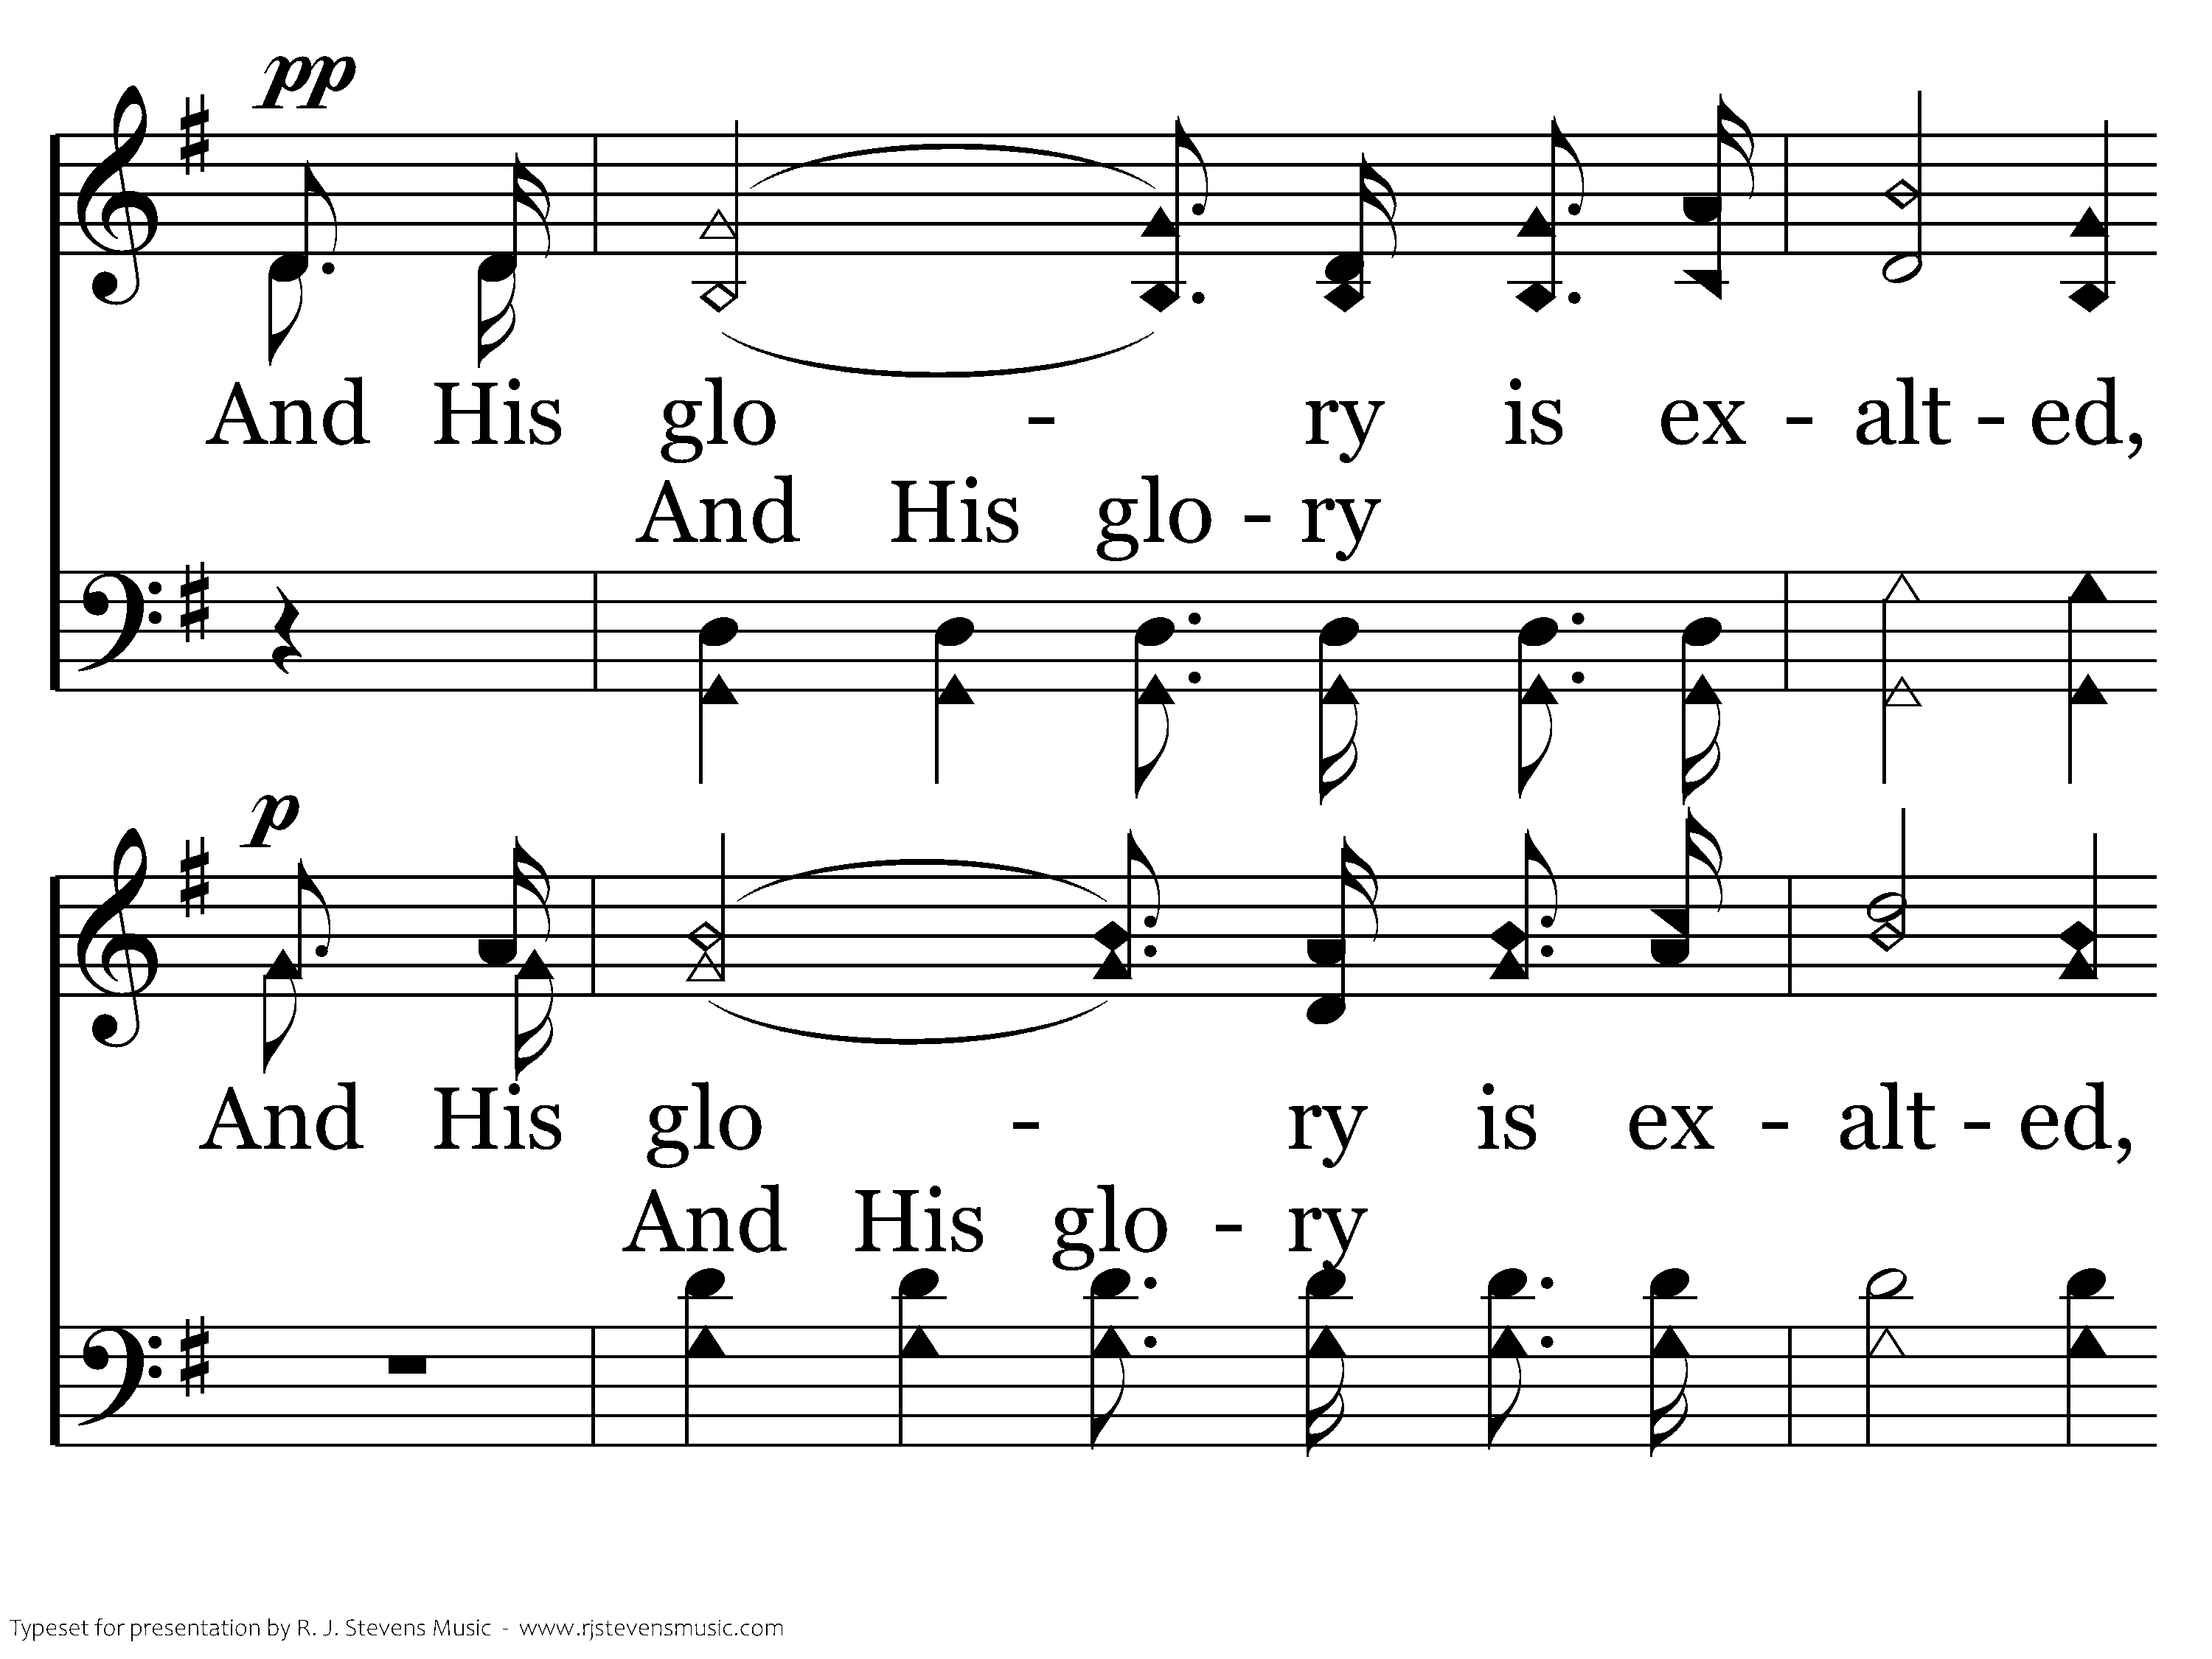 pp
And His glo - ry is ex - alt - ed,
And His glo - ry
p
And His glo - ry is ex - alt - ed,
And His glo - ry
Typeset for presentation by R. J. Stevens Music - www.rjstevensmusic.com